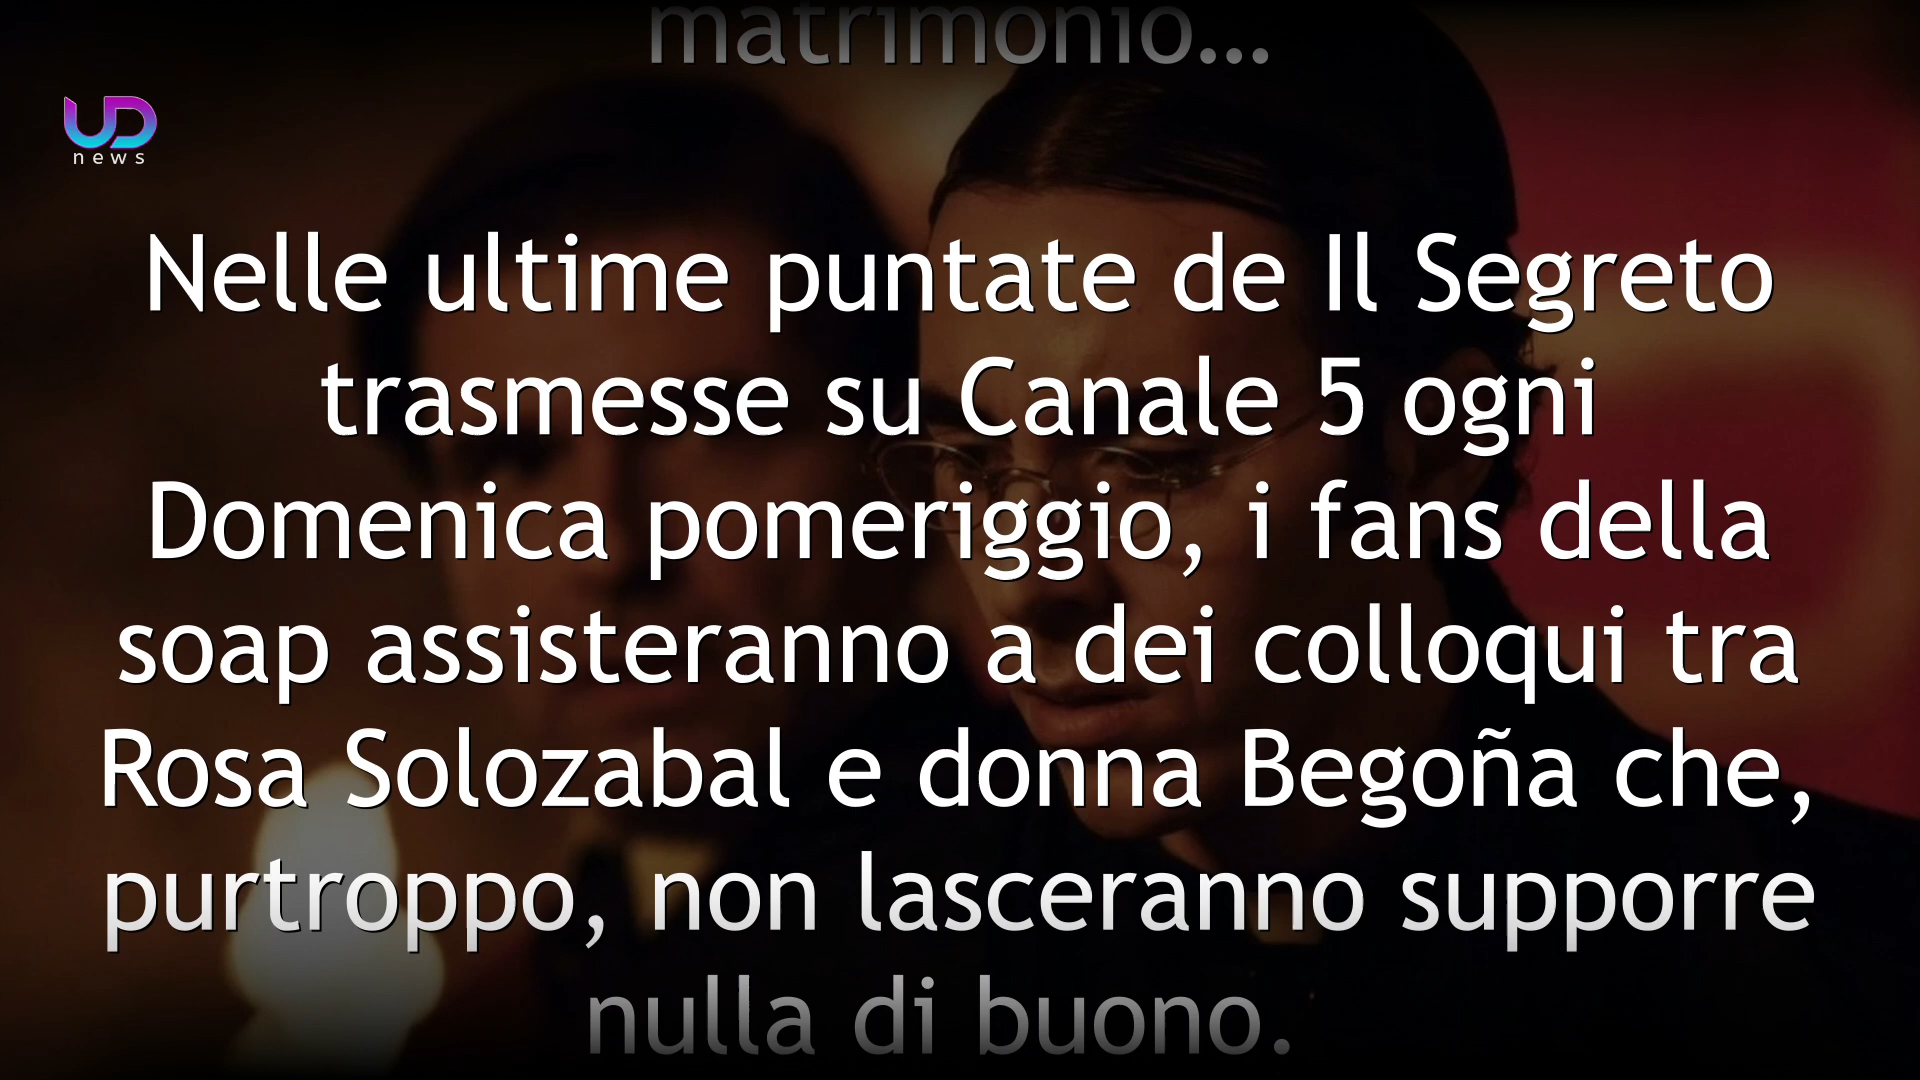 matrimonio...
UD
news
Nelle ultime puntate de Il Segreto
trasmesse su Canale 5 ogni
Domenica pomeriggio, i fans della
soap assisteranno a dei colloqui tra
Rosa Solozabal e donna Begoña che,
purtroppo, non lasceranno supporre
nulla di buono.